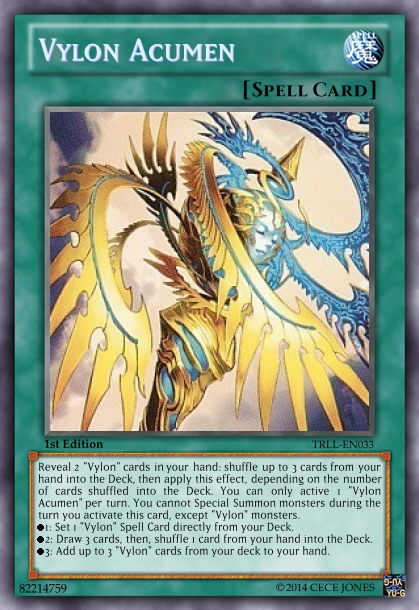 Vylon Acumen
魔
[Spell Card]
1st Edition
TRLL-EN033
Reveal 2 "Vylon" cards in your hand: shuffle up to 3 cards from your
hand into the Deck, then apply this effect, depending on the number
of cards shuffled into the Deck. You can only active 1 "Vylon
Acumen" per turn. You cannot Special Summon monsters during the
turn you activate this card, except "Vylon" monsters.
●1: Set 1 "Vylon" Spell Card directly from your Deck.
●2: Draw 3 cards, then, shuffle 1 card from your hand into the Deck.
●3: Add up to 3 "Vylon" cards from your deck to your hand.
82214759
©2014 CECE JONES
YU-G